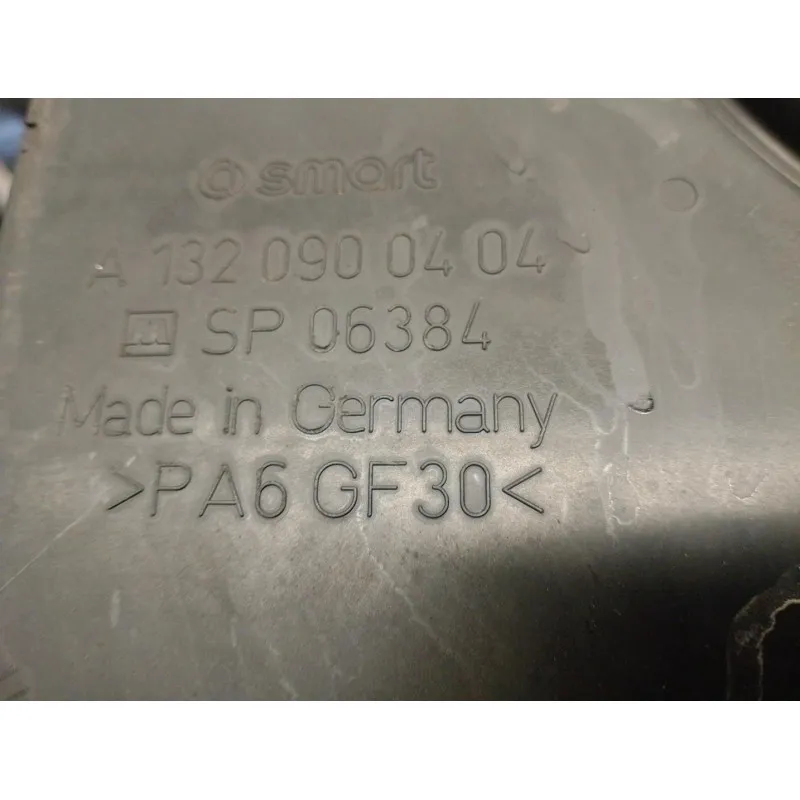 smart
A 132 090 04 04
SP 06384
Made in Germany
>PA6 GF30<